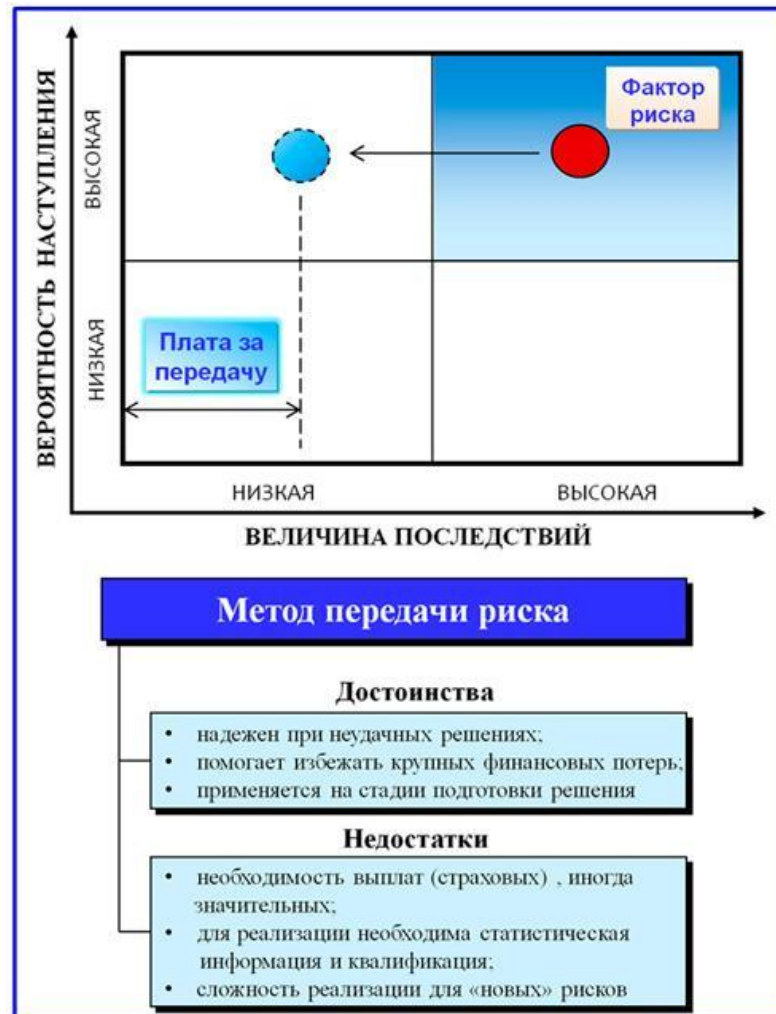 ВЕРОЯТНОСТЬ НАСТУПЛЕНИЯ
ВЫСОКАЯ
НИЗКАЯ
Фактор
риска
Плата за
передачу
НИЗКАЯ
ВЫСОКАЯ
ВЕЛИЧИНА ПОСЛЕДСТВИЙ
Метод передачи риска
Достоинства
• надежен при неудачных решениях;
• помогает избежать крупных финансовых потерь;
• применяется на стадии подготовки решения
Недостатки
• необходимость выплат (страховых) , иногда
значительных;
• для реализации необходима статистическая
информация и квалификация;
• сложность реализации для «новых» рисков